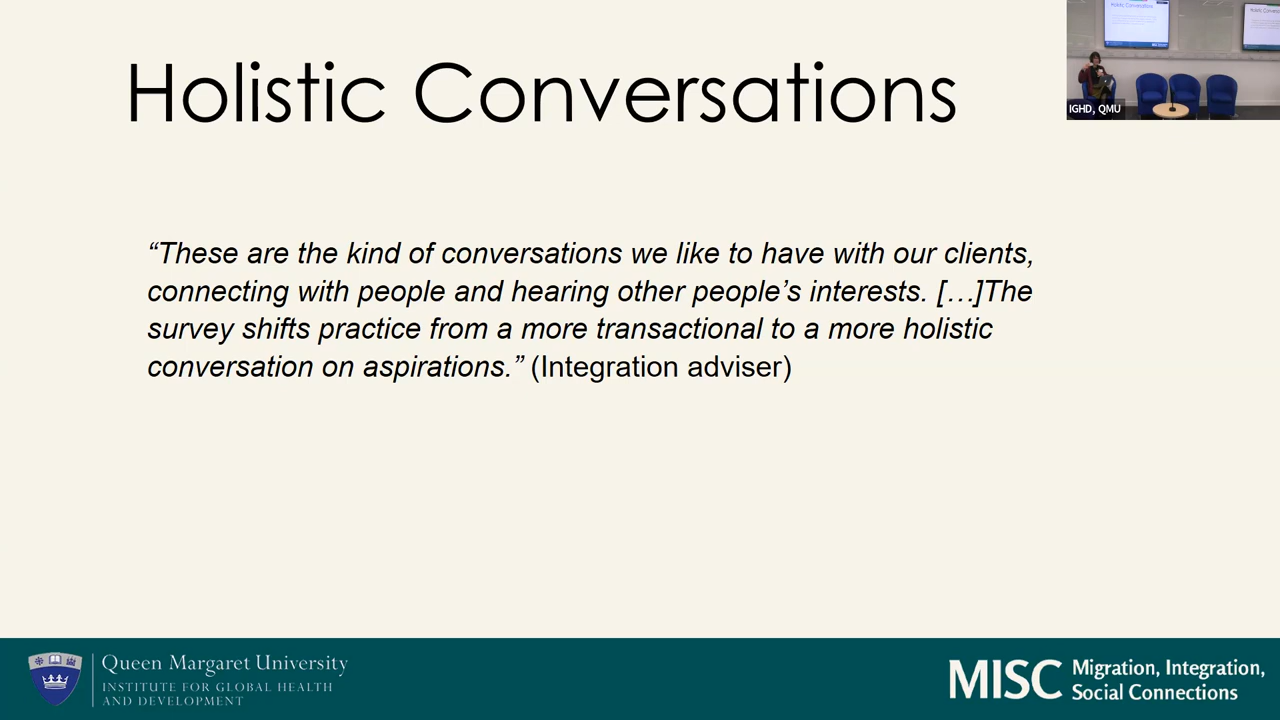 Holistic Conversations
IGHD, QMU
“These are the kind of conversations we like to have with our clients,
connecting with people and hearing other people’s interests. […]The
survey shifts practice from a more transactional to a more holistic
conversation on aspirations.” (Integration adviser)
Queen Margaret University
INSTITUTE FOR GLOBAL HEALTH
AND DEVELOPMENT
MISC
Migration, Integration,
Social Connections